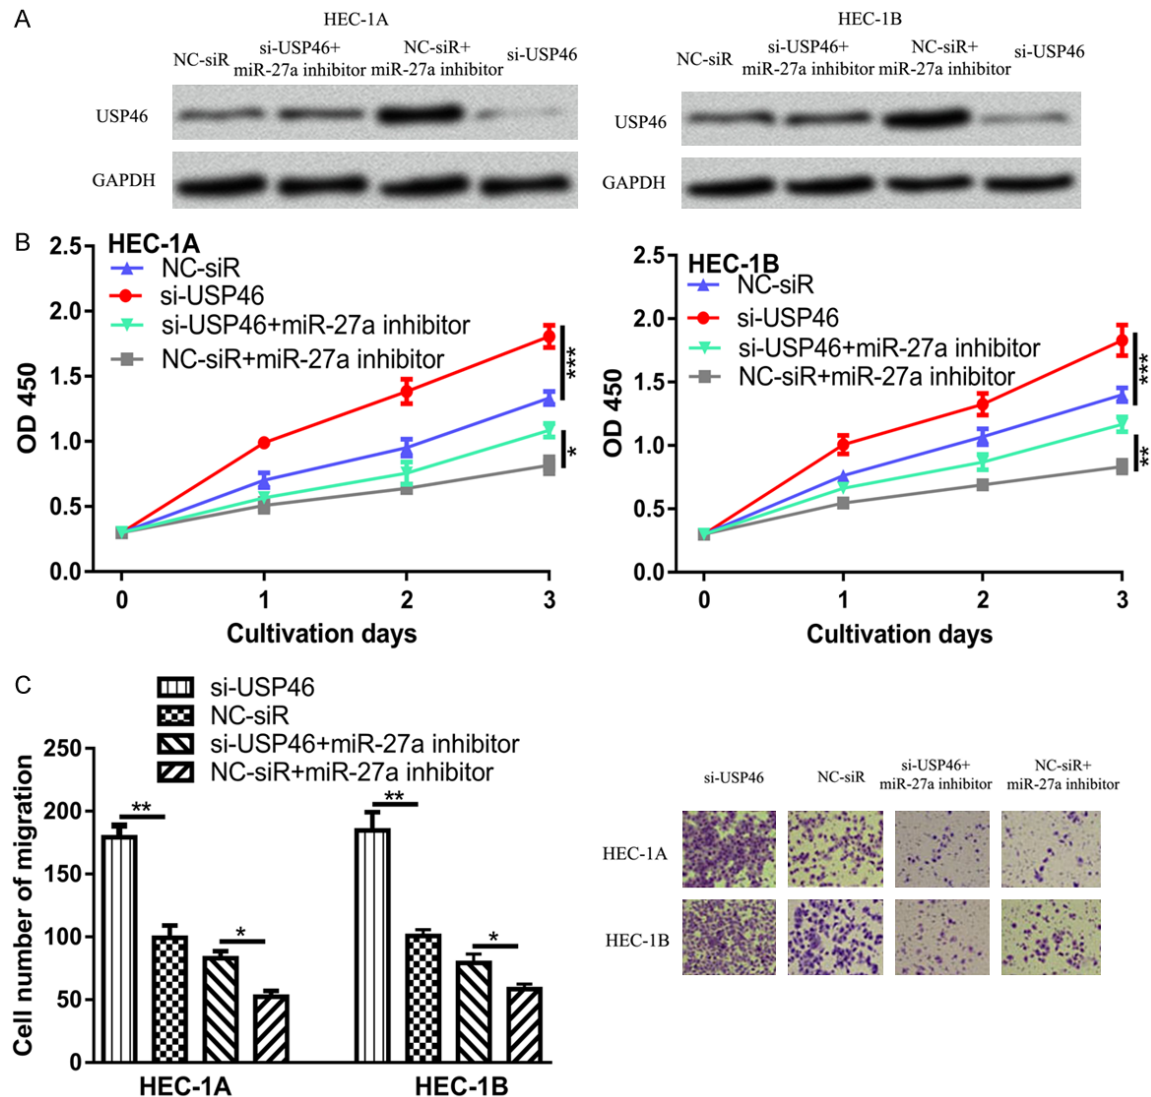 A
HEC-1A
NC-siR
si-USP46+
miR-27a inhibitor
NC-siR+
miR-27a inhibitor
si-USP46
USP46
GAPDH
HEC-1B
NC-siR
si-USP46+
miR-27a inhibitor
NC-siR+
miR-27a inhibitor
si-USP46
USP46
GAPDH
B
HEC-1A
NC-siR
si-USP46
si-USP46+miR-27a inhibitor
NC-siR+miR-27a inhibitor
OD 450
2.5
2.0
1.5
1.0
0.5
0.0
***
*
0 1 2 3
Cultivation days
HEC-1B
NC-siR
si-USP46
si-USP46+miR-27a inhibitor
NC-siR+miR-27a inhibitor
OD 450
2.5
2.0
1.5
1.0
0.5
0.0
***
**
0 1 2 3
Cultivation days
C
si-USP46
NC-siR
si-USP46+miR-27a inhibitor
NC-siR+miR-27a inhibitor
Cell number of migration
250
200
150
100
50
0
**
*
**
*
HEC-1A
HEC-1B
si-USP46
NC-siR
si-USP46+
miR-27a inhibitor
NC-siR+
miR-27a inhibitor
HEC-1A
HEC-1B